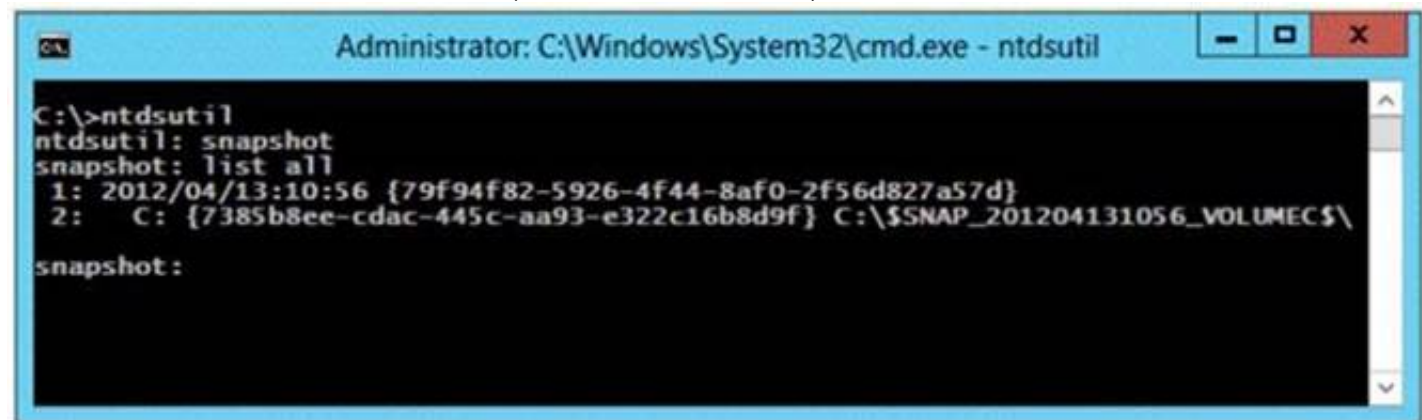 Administrator: C:\Windows\System32\cmd.exe - ntdsutil
C:\>ntdsutil
ntdsutil: snapshot
snapshot: list all
1: 2012/04/13:10:56 {79f94f82-5926-4f44-8af0-2f56d827a57d}
2: C: {7385b8ee-cdac-445c-aa93-e322c16b8d9f} C:\$SNAP_201204131056_VOLUMEC$\
snapshot: